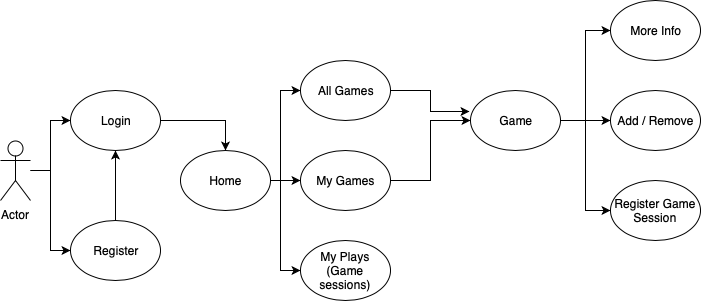 Actor
Login
Register
Home
All Games
My Games
My Plays
(Game
sessions)
Game
More Info
Add / Remove
Register Game
Session